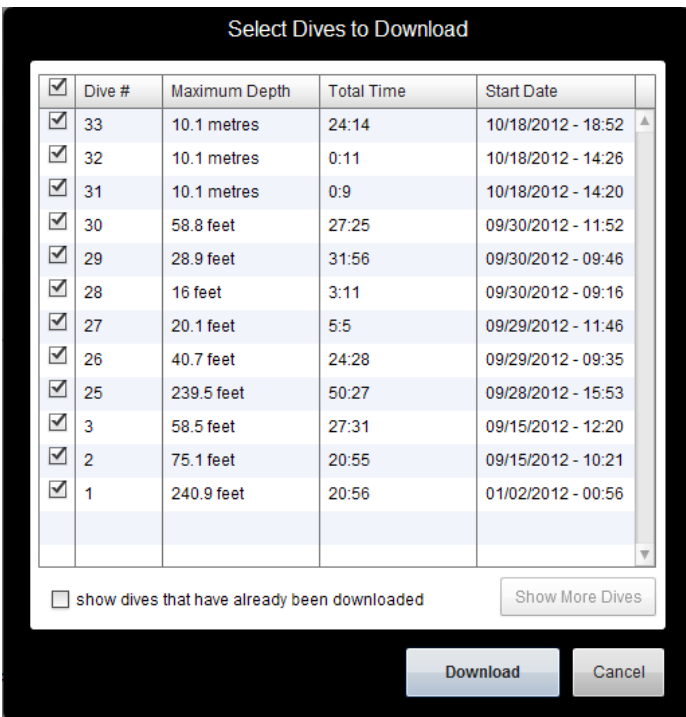 Select Dives to Download
Dive # Maximum Depth Total Time Start Date
33 10.1 metres 24:14 10/18/2012 - 18:52
32 10.1 metres 0:11 10/18/2012 - 14:26
31 10.1 metres 0:9 10/18/2012 - 14:20
30 58.8 feet 27:25 09/30/2012 - 11:52
29 28.9 feet 31:56 09/30/2012 - 09:46
28 16 feet 3:11 09/30/2012 - 09:16
27 20.1 feet 5:5 09/29/2012 - 11:46
26 40.7 feet 24:28 09/29/2012 - 09:35
25 239.5 feet 50:27 09/28/2012 - 15:53
3 58.5 feet 27:31 09/15/2012 - 12:20
2 75.1 feet 20:55 09/15/2012 - 10:21
1 240.9 feet 20:56 01/02/2012 - 00:56
show dives that have already been downloaded Show More Dives
Download Cancel